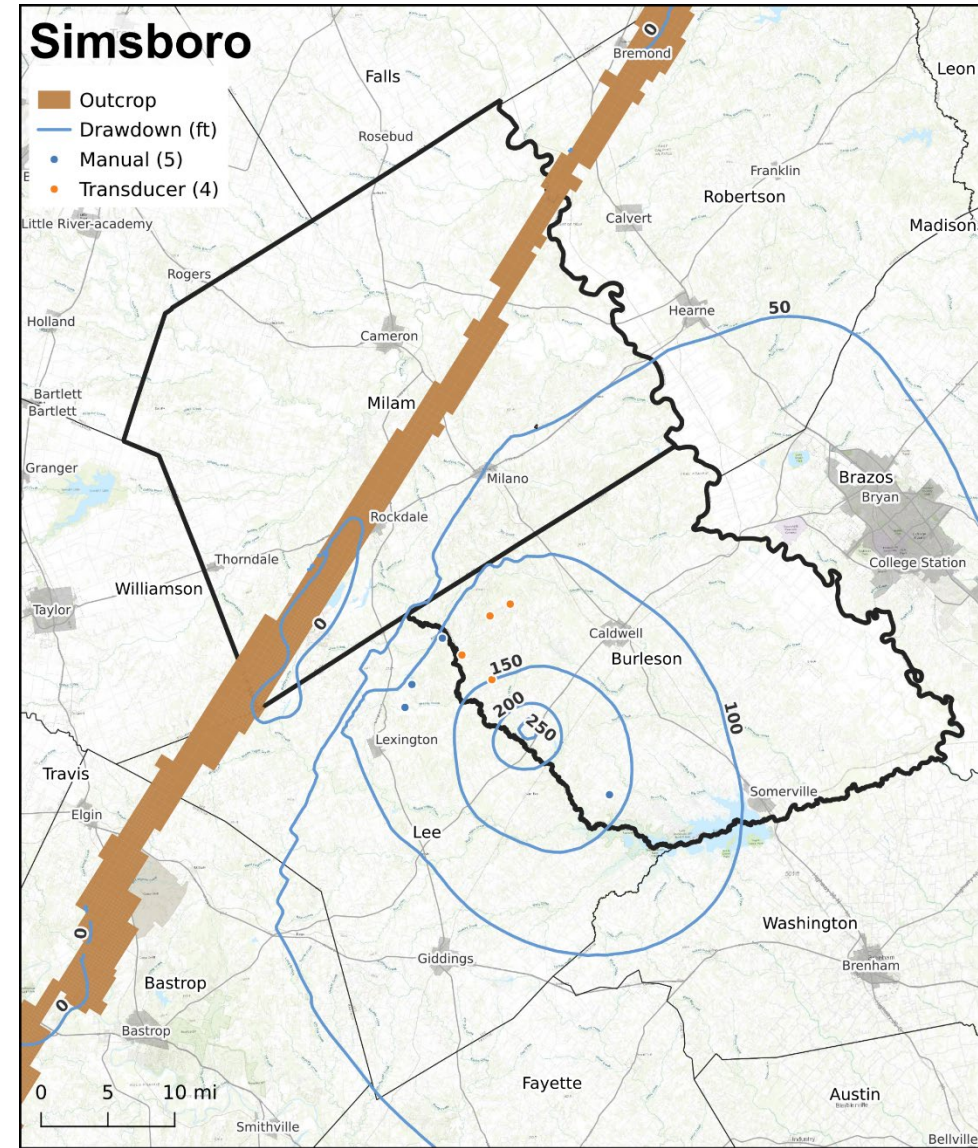 Simsboro
Outcrop
Drawdown (ft)
Manual (5)
Transducer (4)
0
Bremond
Falls
Leon
Rosebud
Franklin
Robertson
Little River-academy
Calvert
Madison
Rogers
Hearne
50
Holland
Cameron
Bartlett
Bartlett
Milam
Granger
Milano
Brazos
Bryan
Rockdale
Thorndale
College Station
Williamson
Taylor
0
Caldwell
Burleson
150
200
250
100
Lexington
Travis
Somerville
Elgin
Lee
Washington
0
Giddings
Brenham
Bastrop
0
Bastrop
0 5 10 mi
Fayette
Austin
Smithville
Industry
Bellville